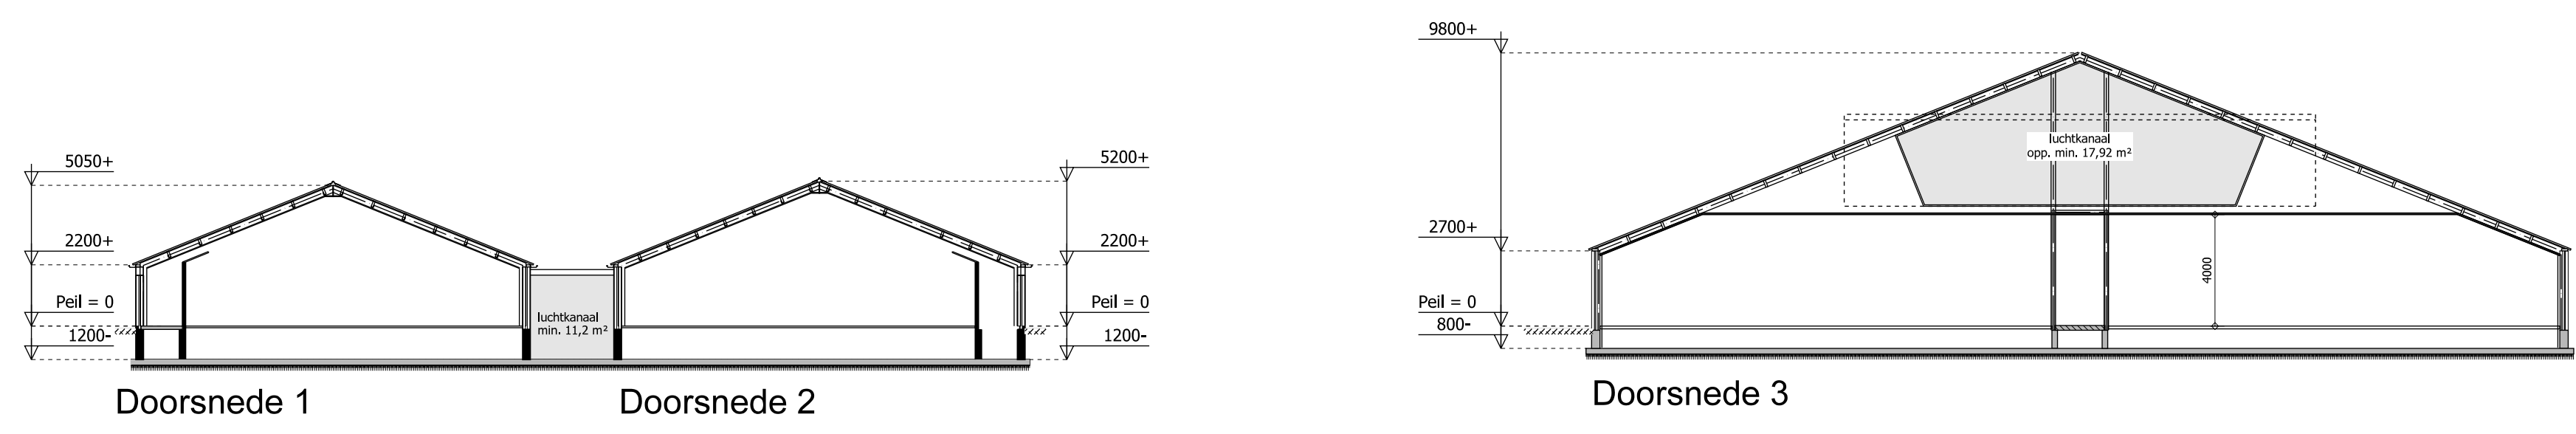 5050+
2200+
Peil = 0
1200-
luchtkanaal
min. 11,2 m²
5200+
2200+
Peil = 0
1200-
Doorsnede 1
Doorsnede 2
9800+
2700+
Peil = 0
800-
luchtkanaal
opp. min. 17,92 m²
4000
Doorsnede 3